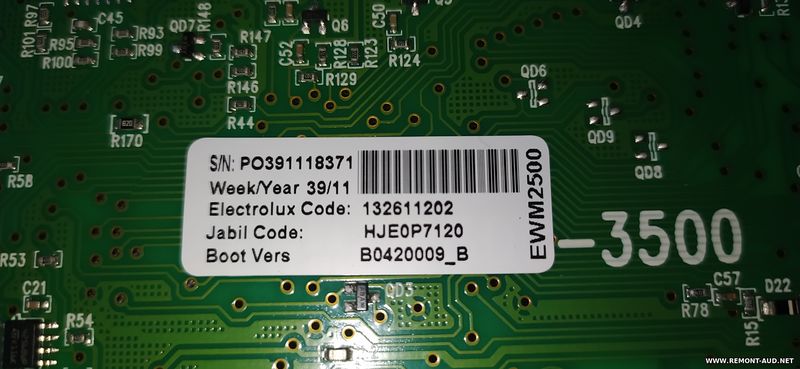 R97
R101
C45
R95
R93
R99
R100
R148
QD7
R147
Q6
C50
C52
R128
R123
R124
R129
R146
R44
QD4
QD6
QD9
QD8
820
R170
R58
S/N: PO391118371
Week/Year 39/11
Electrolux Code: 132611202
Jabil Code: HJE0P7120
Boot Vers B0420009_B
EWM2500
-3500
R53
C21
R54
QD3
C57
R78
R15
D22
WWW.REMONT-AUD.NET